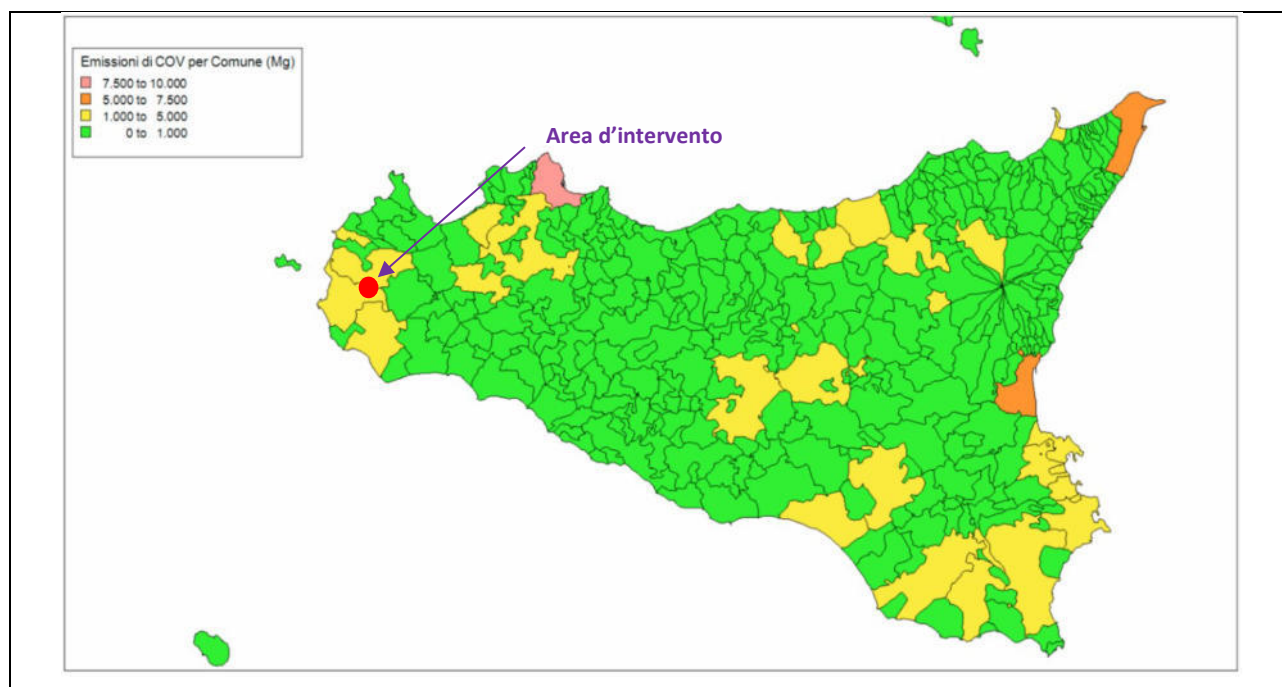 Emissioni di COV per Comune (Mg)
7.500 to 10.000
5.000 to 7.500
1.000 to 5.000
0 to 1.000
Area d'intervento